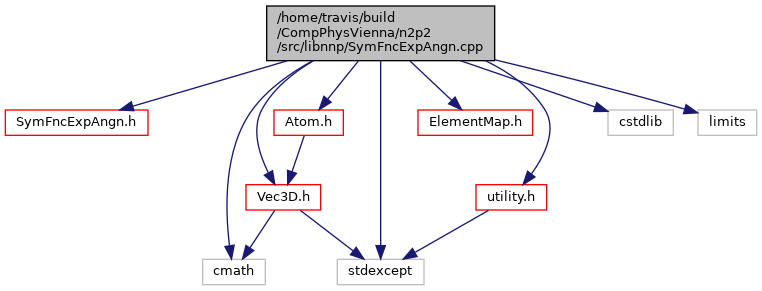 /home/travis/build
/CompPhysVienna/n2p2
/src/libnnp/SymFncExpAngn.cpp
SymFncExpAngn.h
Atom.h
ElementMap.h
cstdlib
limits
Vec3D.h
utility.h
cmath
stdexcept